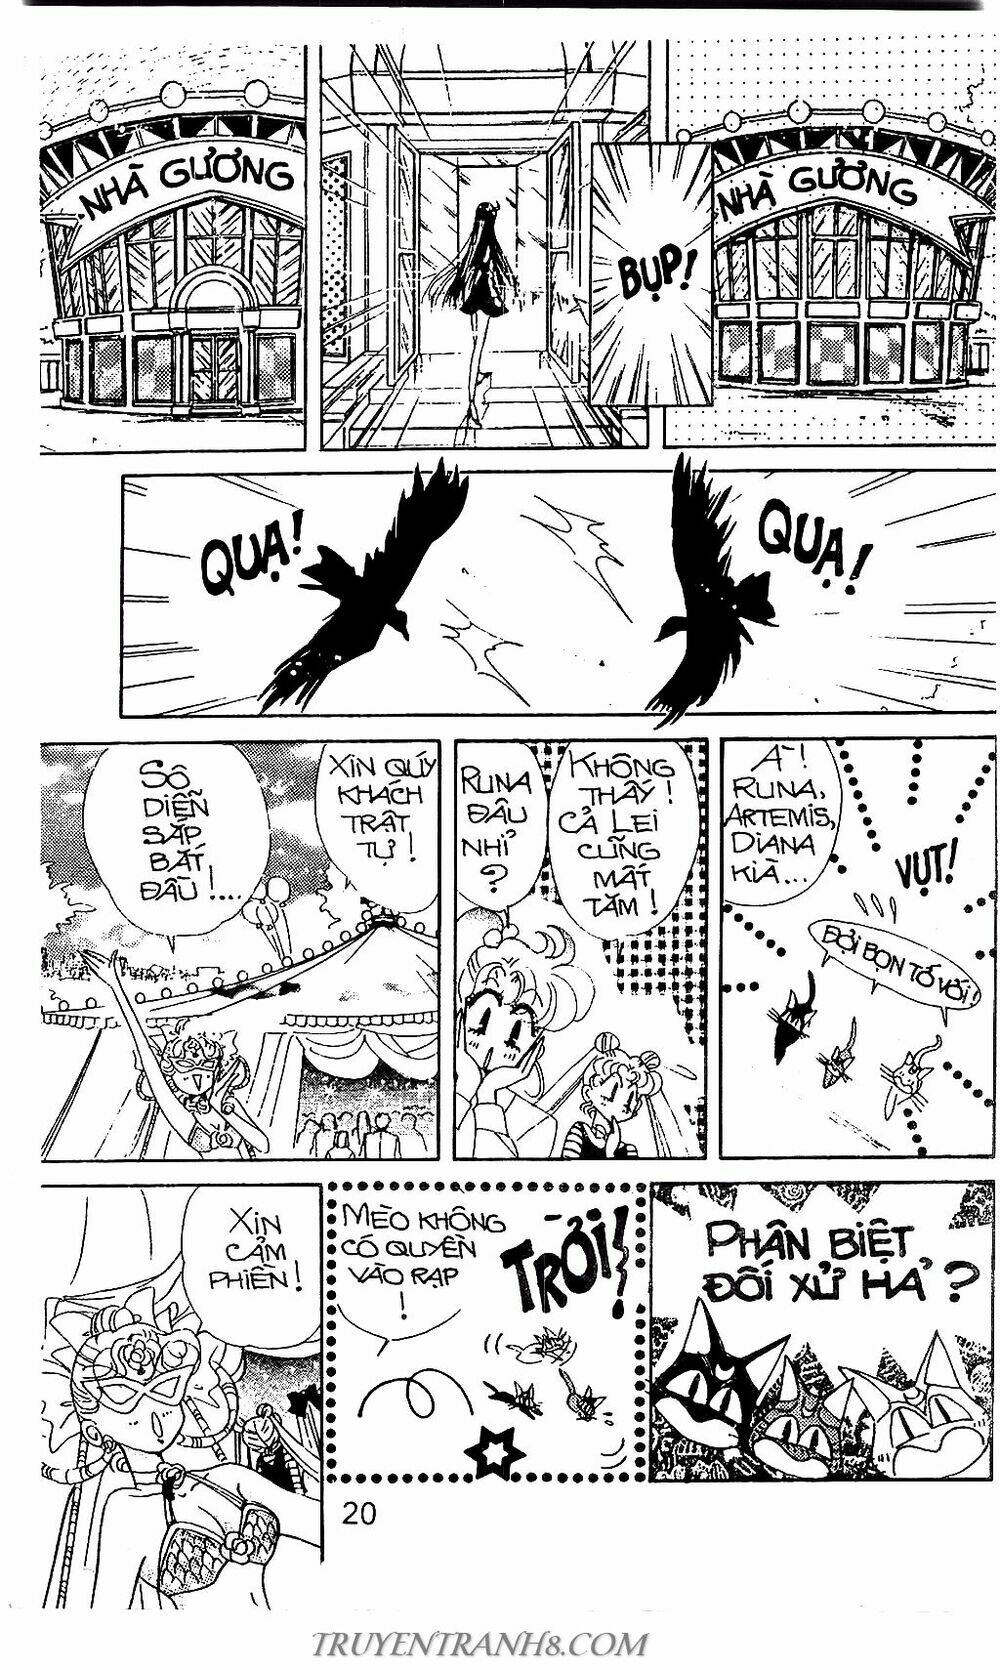 NHÀ GƯƠNG
BỤP!
NHÀ GƯƠNG
QUẠ!
QUẠ!
SÔ
DIỄN
SẮP
BẮT
ĐẦU!....
XIN QUÝ
KHÁCH
TRẬT
TỰ!
RUNA
ĐÂU
NHỈ
?
KHÔNG
THẤY!
CẢ LEI
CŨNG
MẤT
TĂM!
À!
RUNA,
ARTEMIS,
DIANA
KÌA...
VỤT!
ĐỢI BỌN TỚ VỚI!
XIN
CẢM
PHIỀN!
MÈO KHÔNG
CÓ QUYỀN
VÀO RẠP
!
TRỜI!
PHÂN BIỆT
ĐỐI XỬ HẢ?
20
TRUYENTRANH8.COM